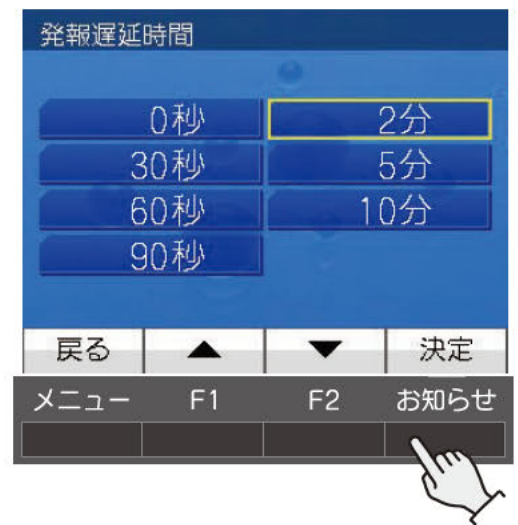 発報遅延時間
0秒 2分
30秒 5分
60秒 10分
90秒
戻る ▲ ▼ 決定
メニュー F1 F2 お知らせ